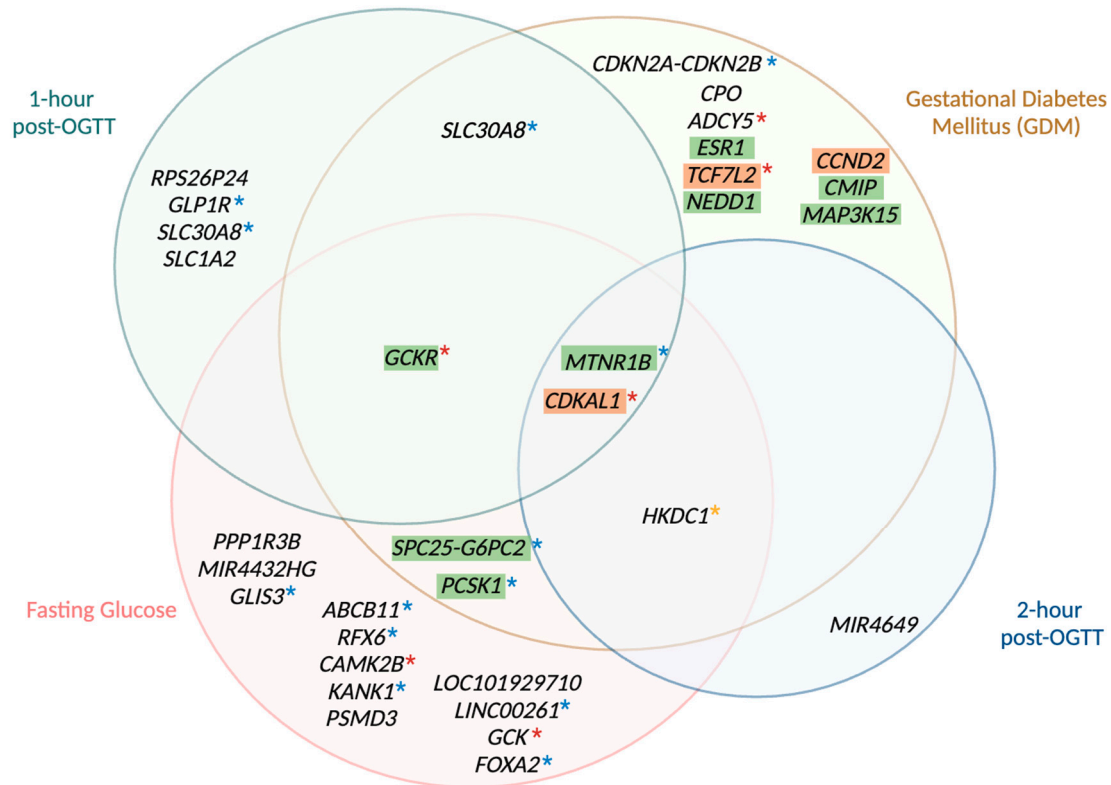 1-hour
post-OGTT
Gestational Diabetes
Mellitus (GDM)
CDKN2A-CDKN2B *
CPO
ADCY5*
ESR1
TCF7L2 *
NEDD1
CCND2
CMIP
MAP3K15
SLC30A8*
RPS26P24
GLP1R*
SLC30A8*
SLC1A2
GCKR*
MTNR1B *
CDKAL1 *
HKDC1*
SPC25-G6PC2 *
PCSK1 *
Fasting Glucose
PPP1R3B
MIR4432HG
GLIS3*
ABCB11*
RFX6*
CAMK2B*
KANK1*
PSMD3
LOC101929710
LINC00261*
GCK*
FOXA2*
MIR4649
2-hour
post-OGTT